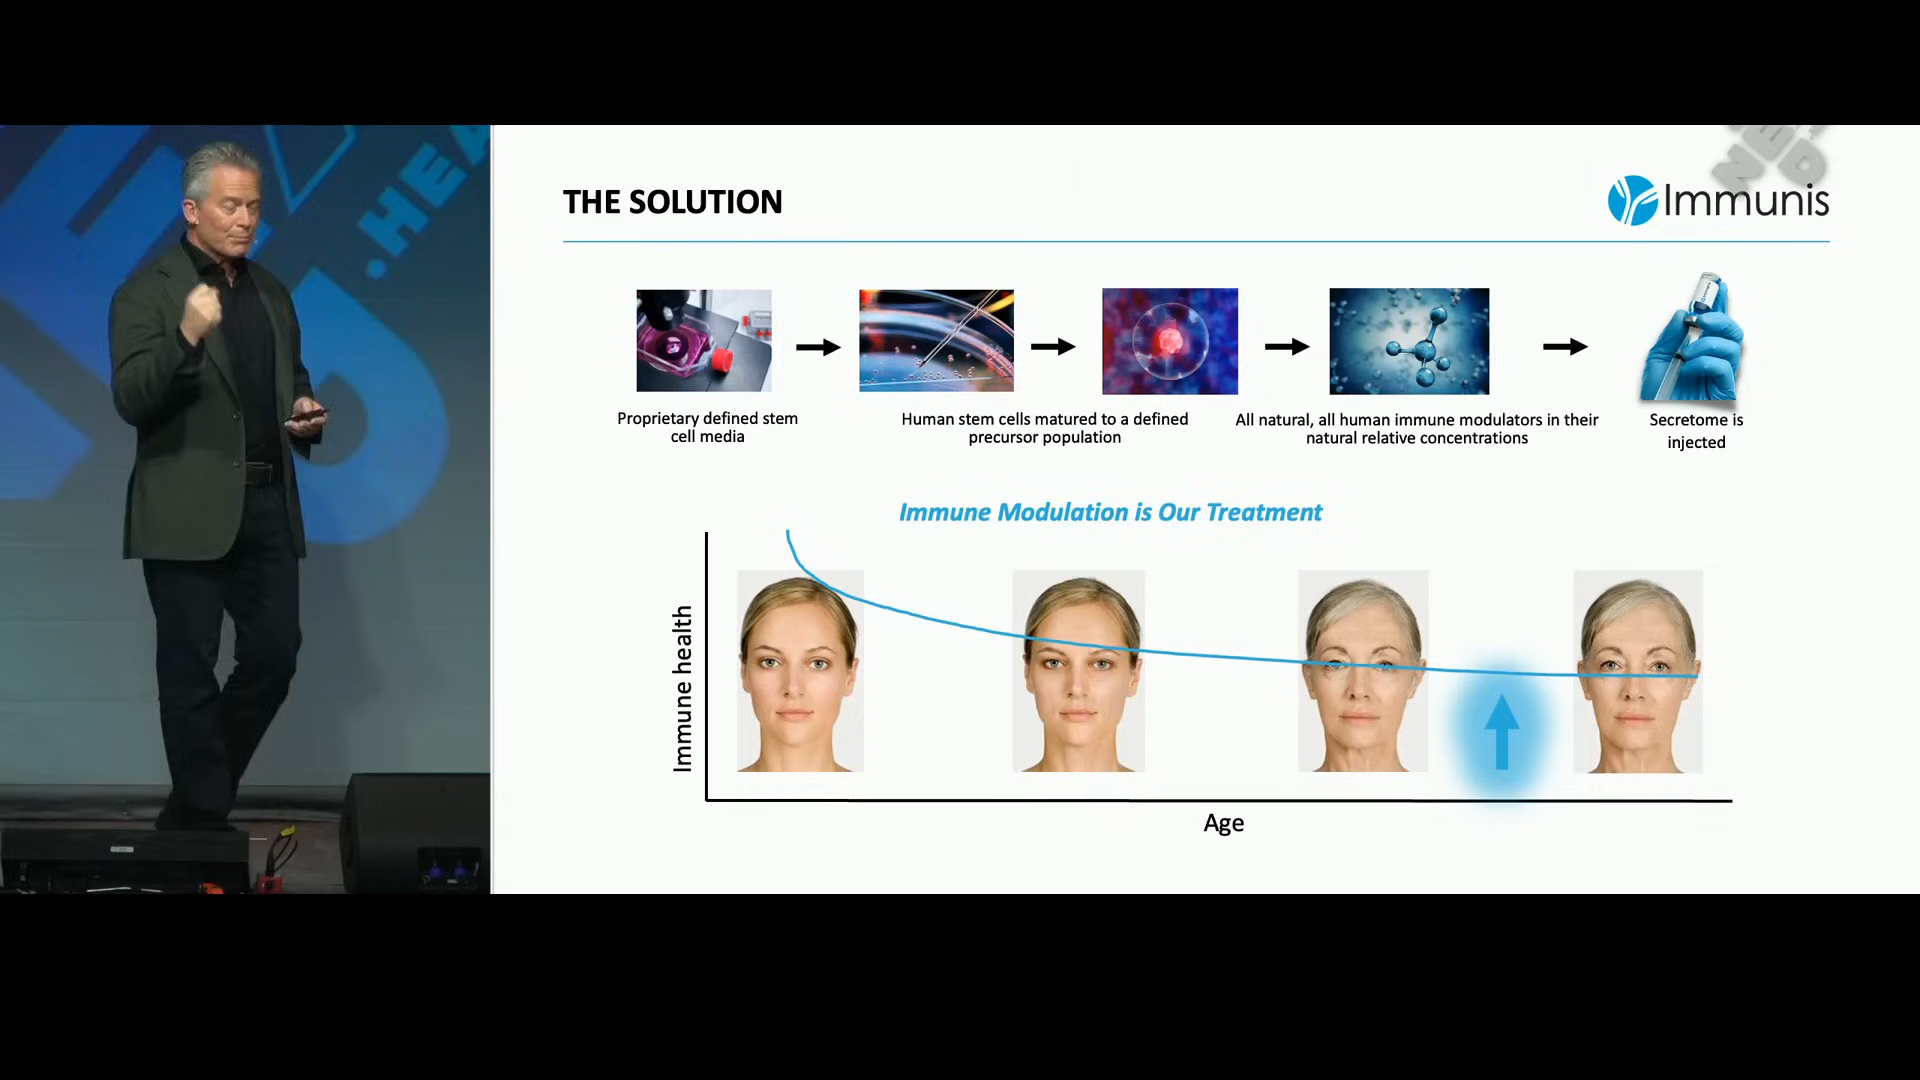 .HEA
THE SOLUTION
Immunis
Proprietary defined stem
cell media
Human stem cells matured to a defined
precursor population
All natural, all human immune modulators in their
natural relative concentrations
Secretome is
injected
Immune Modulation is Our Treatment
Immune health
Age